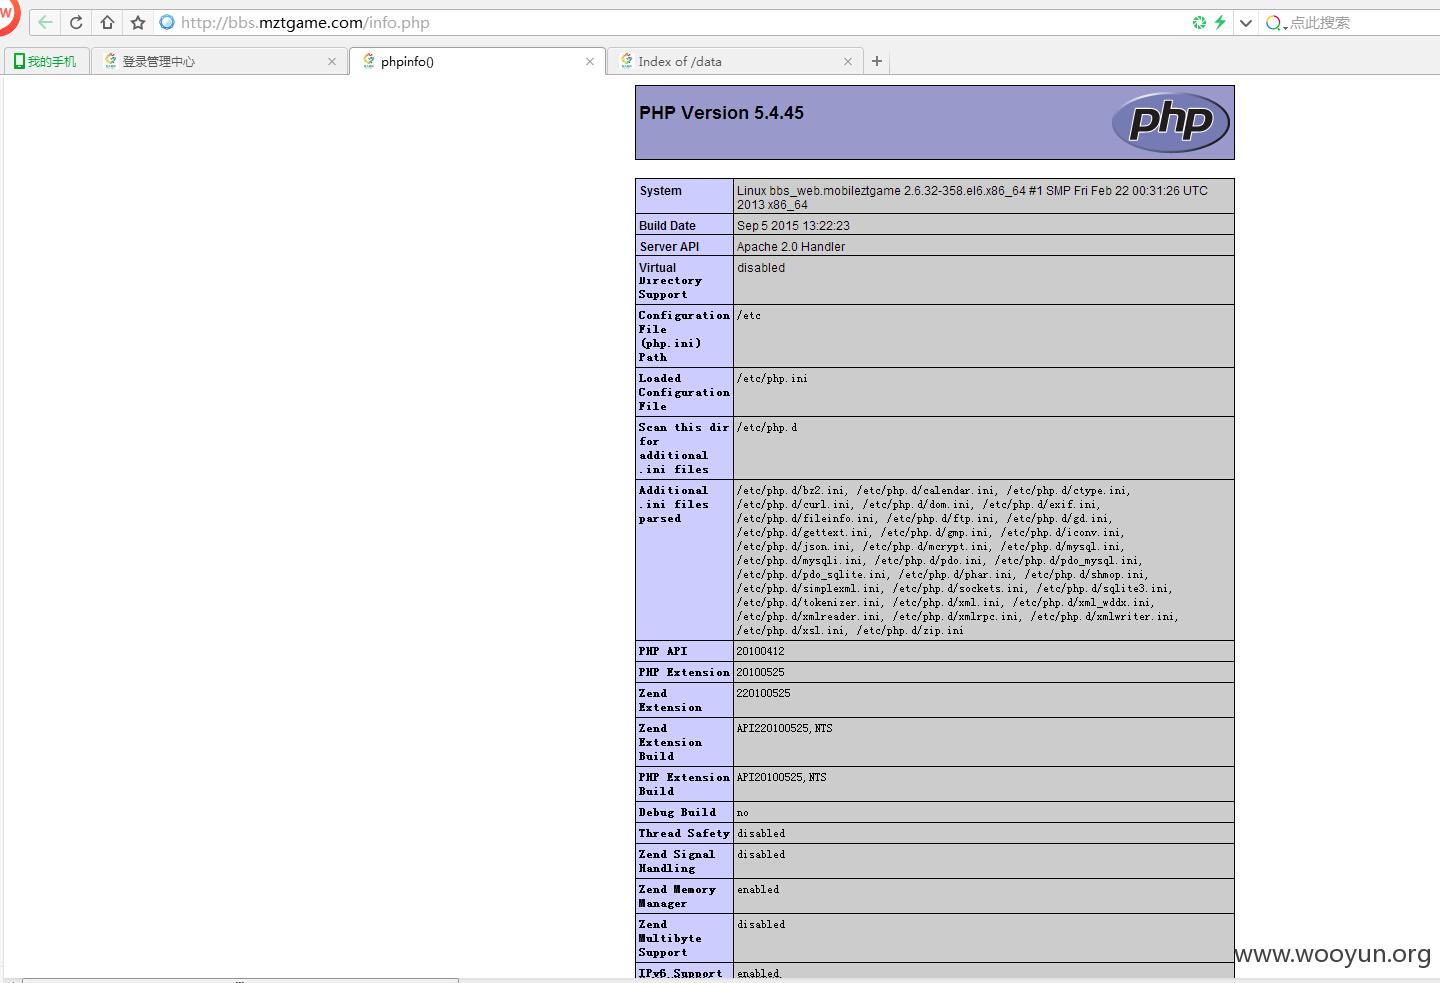 W
http://bbs.mztgame.com/info.php
点此搜索
我的手机
登录管理中心
phpinfo()
Index of /data
PHP Version 5.4.45
php
System
Linux bbs_web.mobileztgame 2.6.32-358.el6.x86_64 #1 SMP Fri Feb 22 00:31:26 UTC
2013 x86_64
Build Date
Sep 5 2015 13:22:23
Server API
Apache 2.0 Handler
Virtual
Directory
Support
disabled
Configuration
File
(php.ini)
Path
/etc
Loaded
Configuration
File
/etc/php.ini
Scan this dir
for
additional
.ini files
/etc/php.d
Additional
.ini files
parsed
/etc/php.d/bz2.ini, /etc/php.d/calendar.ini, /etc/php.d/ctype.ini,
/etc/php.d/curl.ini, /etc/php.d/dom.ini, /etc/php.d/exif.ini,
/etc/php.d/fileinfo.ini, /etc/php.d/ftp.ini, /etc/php.d/gd.ini,
/etc/php.d/gettext.ini, /etc/php.d/gmp.ini, /etc/php.d/iconv.ini,
/etc/php.d/json.ini, /etc/php.d/mcrypt.ini, /etc/php.d/mysql.ini,
/etc/php.d/mysqli.ini, /etc/php.d/pdo.ini, /etc/php.d/pdo_mysql.ini,
/etc/php.d/pdo_sqlite.ini, /etc/php.d/phar.ini, /etc/php.d/shmop.ini,
/etc/php.d/simplexml.ini, /etc/php.d/sockets.ini, /etc/php.d/sqlite3.ini,
/etc/php.d/tokenizer.ini, /etc/php.d/xml.ini, /etc/php.d/xml_wddx.ini,
/etc/php.d/xmlreader.ini, /etc/php.d/xmlrpc.ini, /etc/php.d/xmlwriter.ini,
/etc/php.d/xsl.ini, /etc/php.d/zip.ini
PHP API
20100412
PHP Extension
20100525
Zend
Extension
220100525
Zend
Extension
Build
API220100525,NTS
PHP Extension
Build
API20100525,NTS
Debug Build
no
Thread Safety
disabled
Zend Signal
Handling
disabled
Zend Memory
Manager
enabled
Zend
Multibyte
Support
disabled
IPv6 Support
enabled
www.wooyun.org